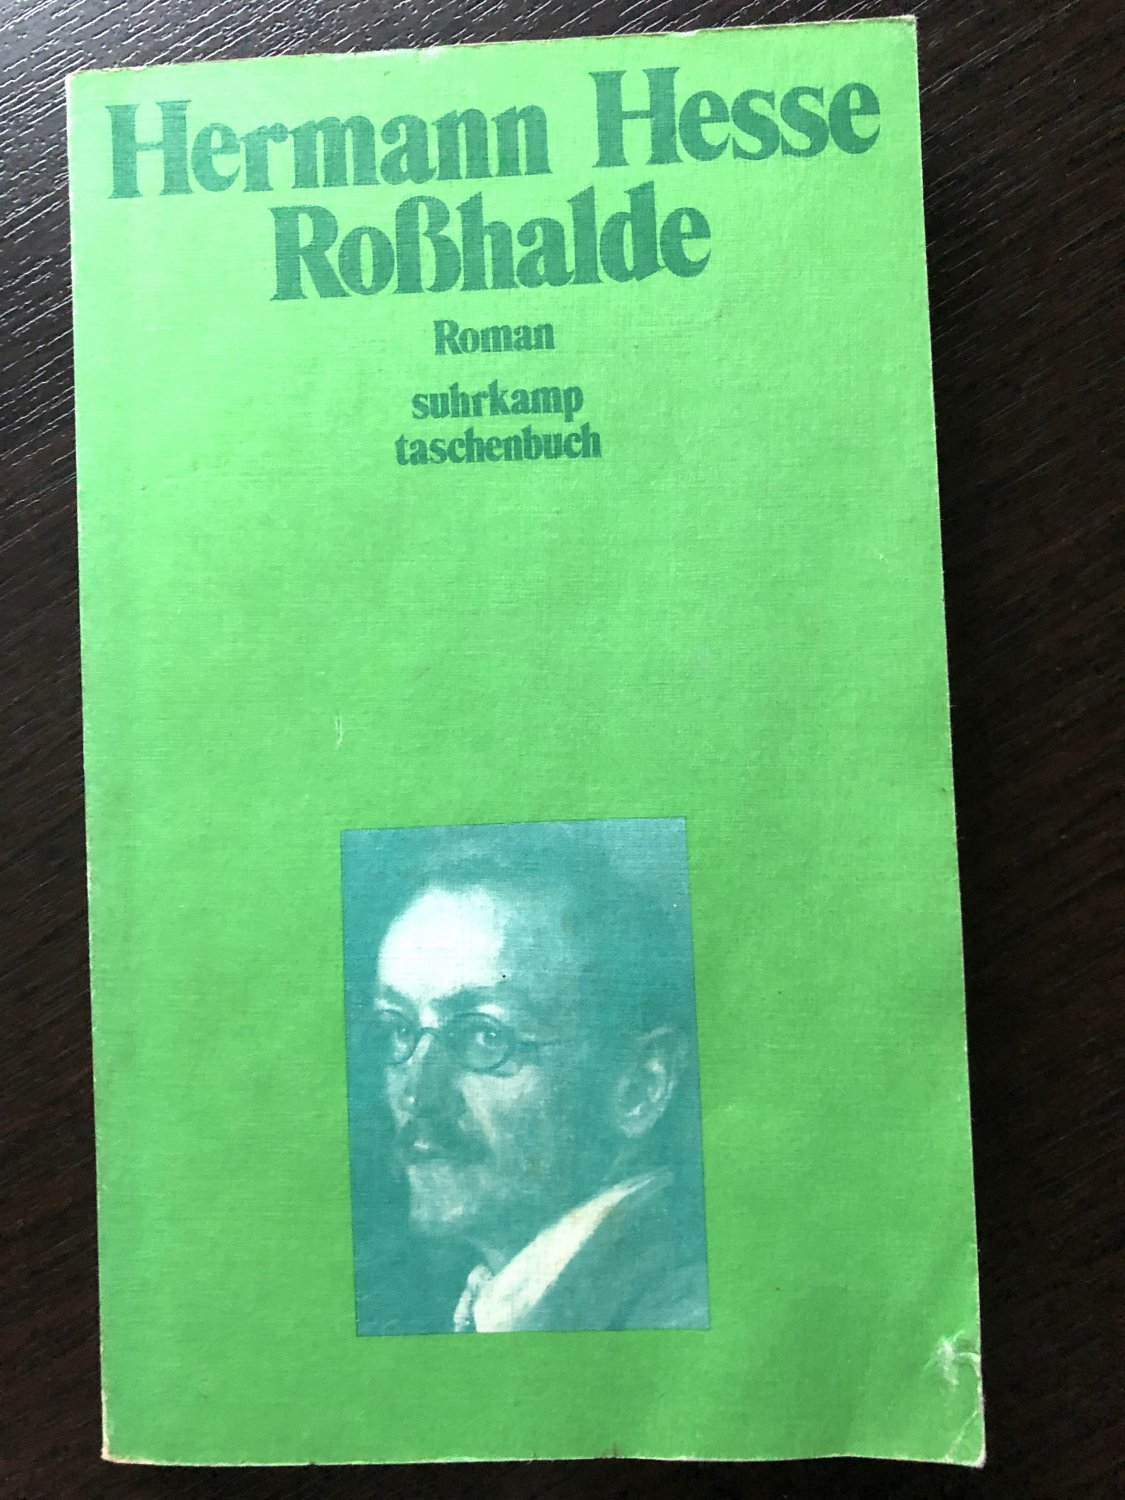 Hermann Hesse
Roßhalde
Roman
suhrkamp
taschenbuch